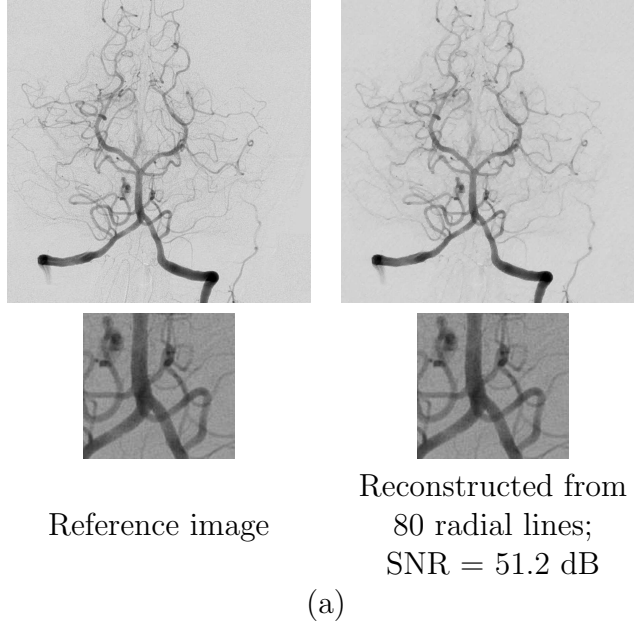 Reference image
Reconstructed from
80 radial lines;
SNR = 51.2 dB
(a)